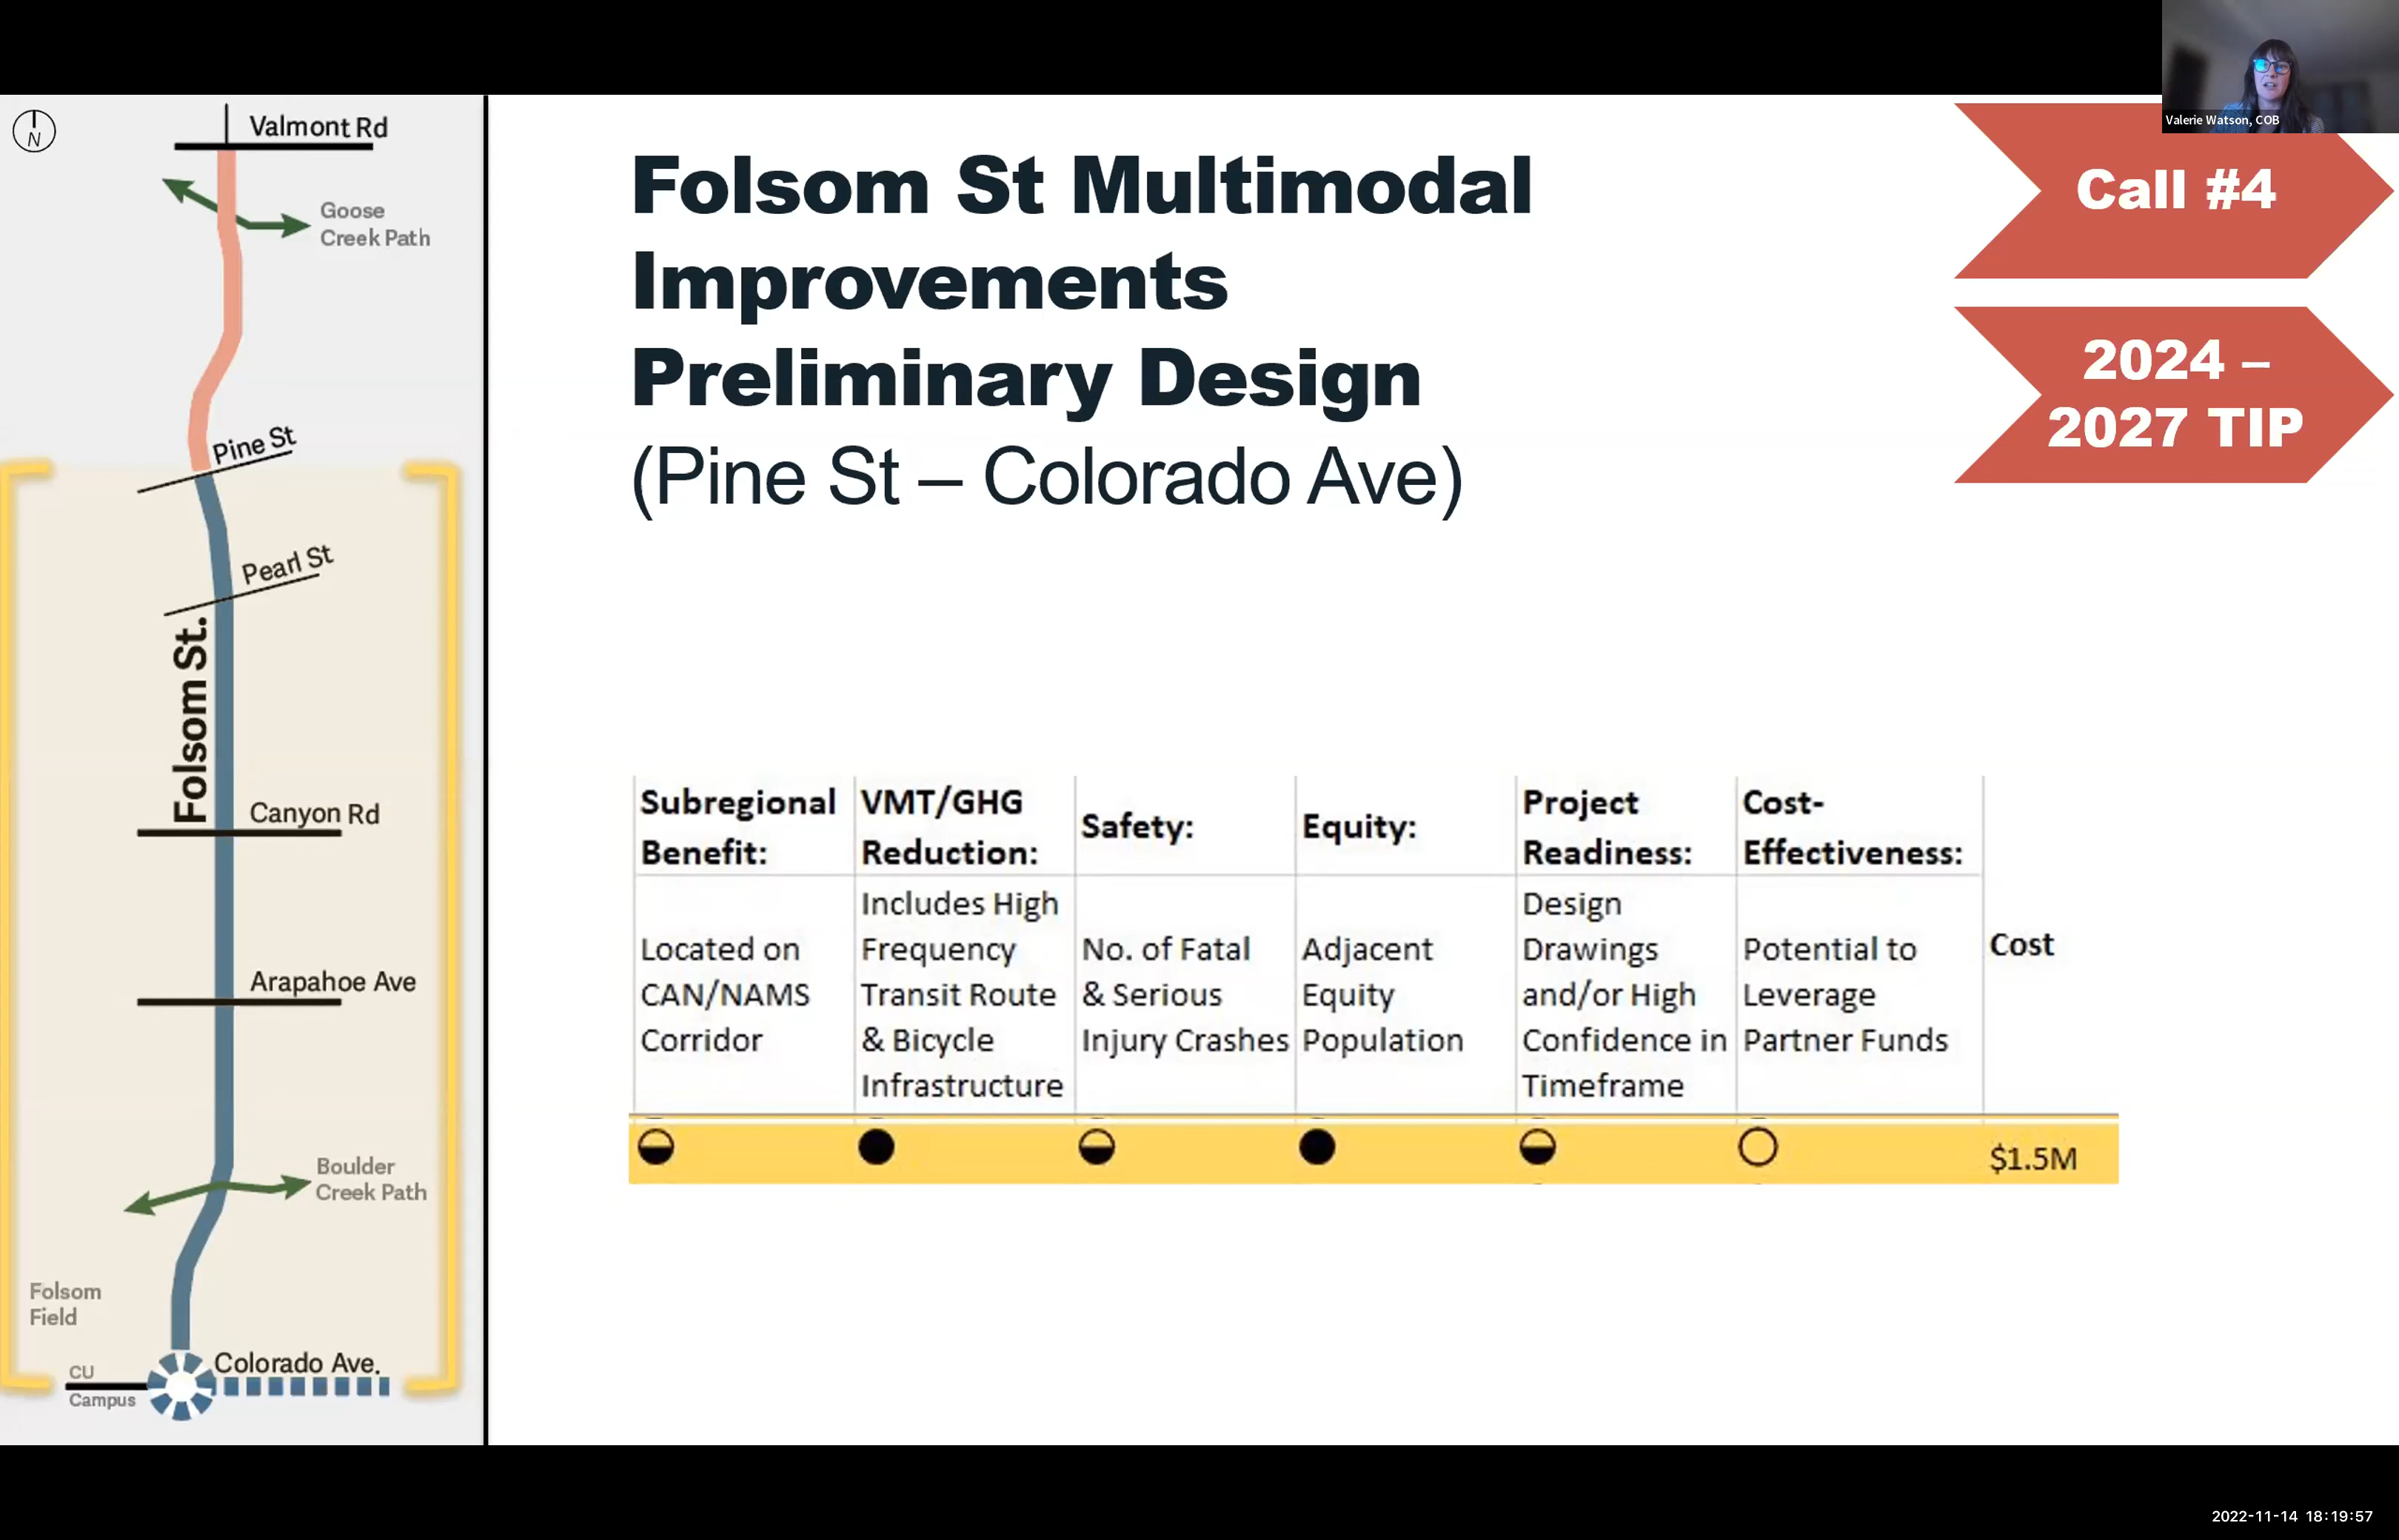 Valerie Watson, COB
N
Valmont Rd
Goose
Creek Path
Pine St
Pearl St
Folsom St.
Canyon Rd
Arapahoe Ave
Boulder
Creek Path
Folsom
Field
Colorado Ave.
CU
Campus
Folsom St Multimodal
Improvements
Preliminary Design
(Pine St – Colorado Ave)
Call #4
2024 –
2027 TIP
Subregional
Benefit:
VMT/GHG
Reduction:
Safety:
Equity:
Project
Readiness:
Cost-
Effectiveness:
Located on
CAN/NAMS
Corridor
Includes High
Frequency
Transit Route
& Bicycle
Infrastructure
No. of Fatal
& Serious
Injury Crashes
Adjacent
Equity
Population
Design
Drawings
and/or High
Confidence in
Timeframe
Potential to
Leverage
Partner Funds
Cost
$1.5M
2022-11-14 18:19:57